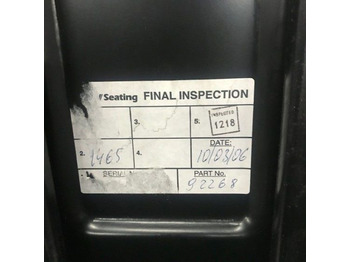 Seating FINAL INSPECTION
3. 5. INSPECTED
1218
2. 1465 4. DATE:
10/03/06
PART No.
92268